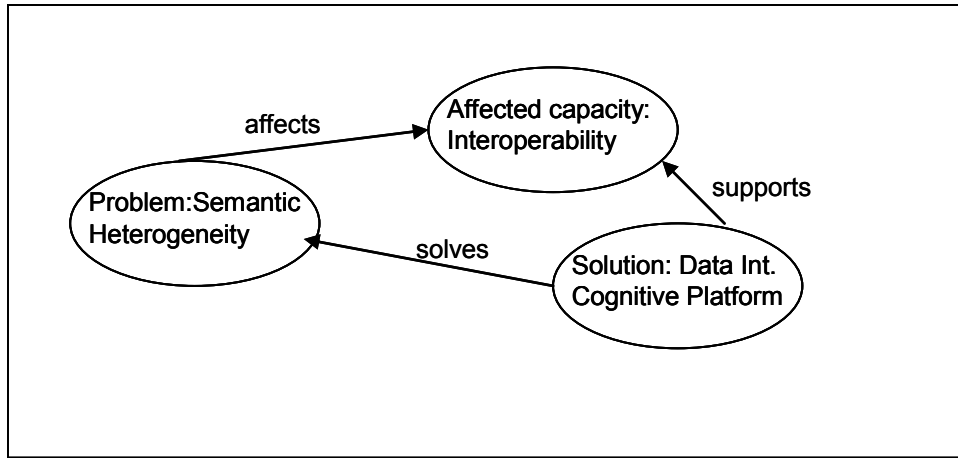 Affected capacity:
Interoperability
affects
supports
Problem:Semantic
Heterogeneity
solves
Solution: Data Int.
Cognitive Platform